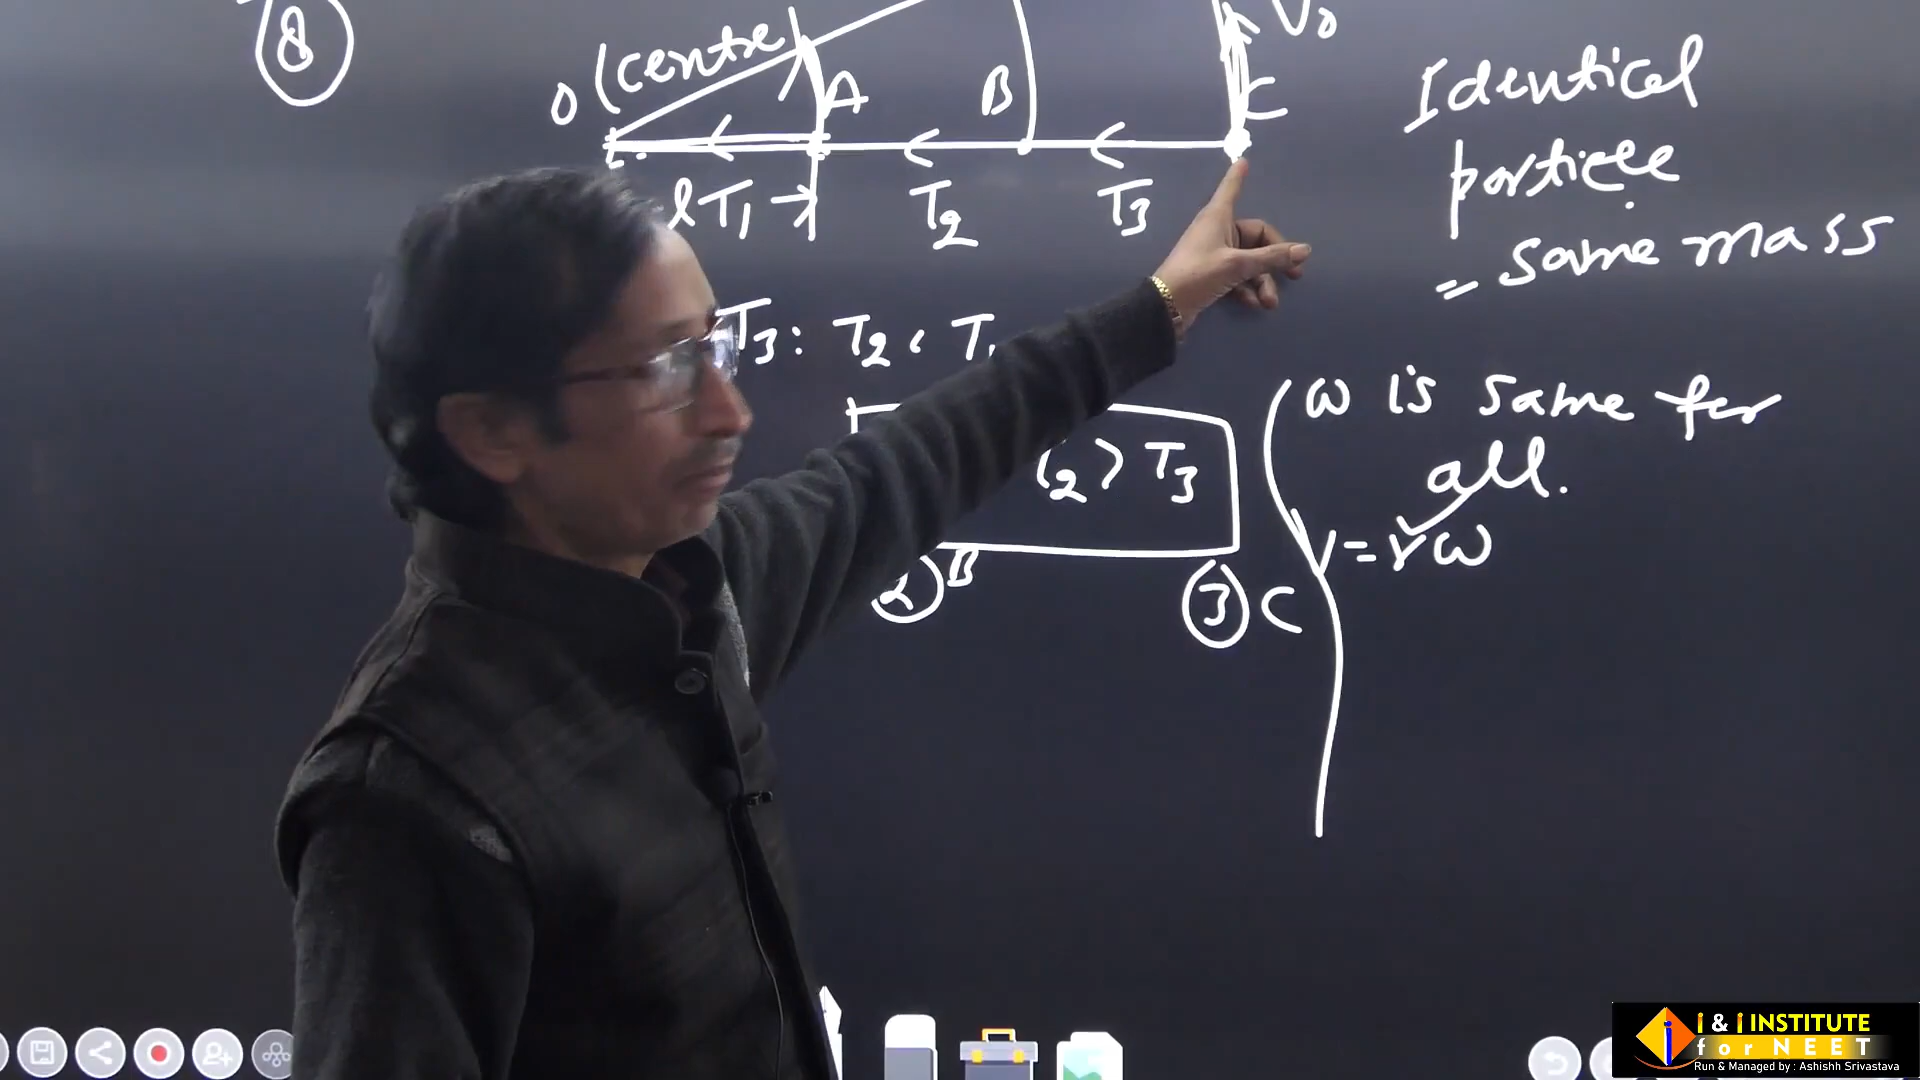 8
O (centre) A B C V₀
l T₁ T₂ T₃
Identical
particle
= same mass
T₃ : T₂ : T₁
T₂ > T₃
2 B 3 C
ω is same for
all.
V = rω
i & i INSTITUTE
for NEET
Run & Managed by : Ashishh Srivastava